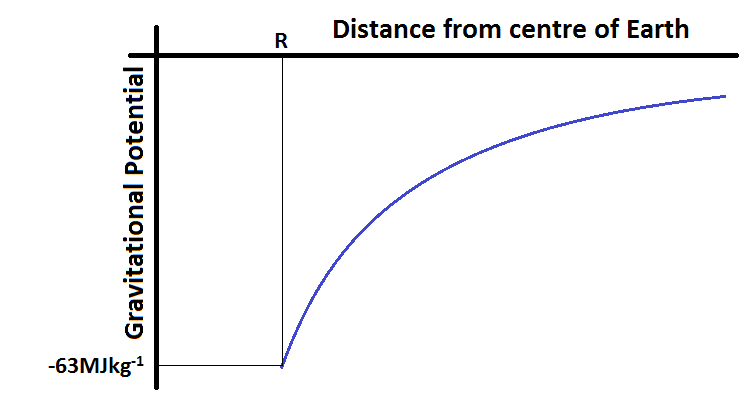 Distance from centre of Earth
R
Gravitational Potential
-63MJkg⁻¹